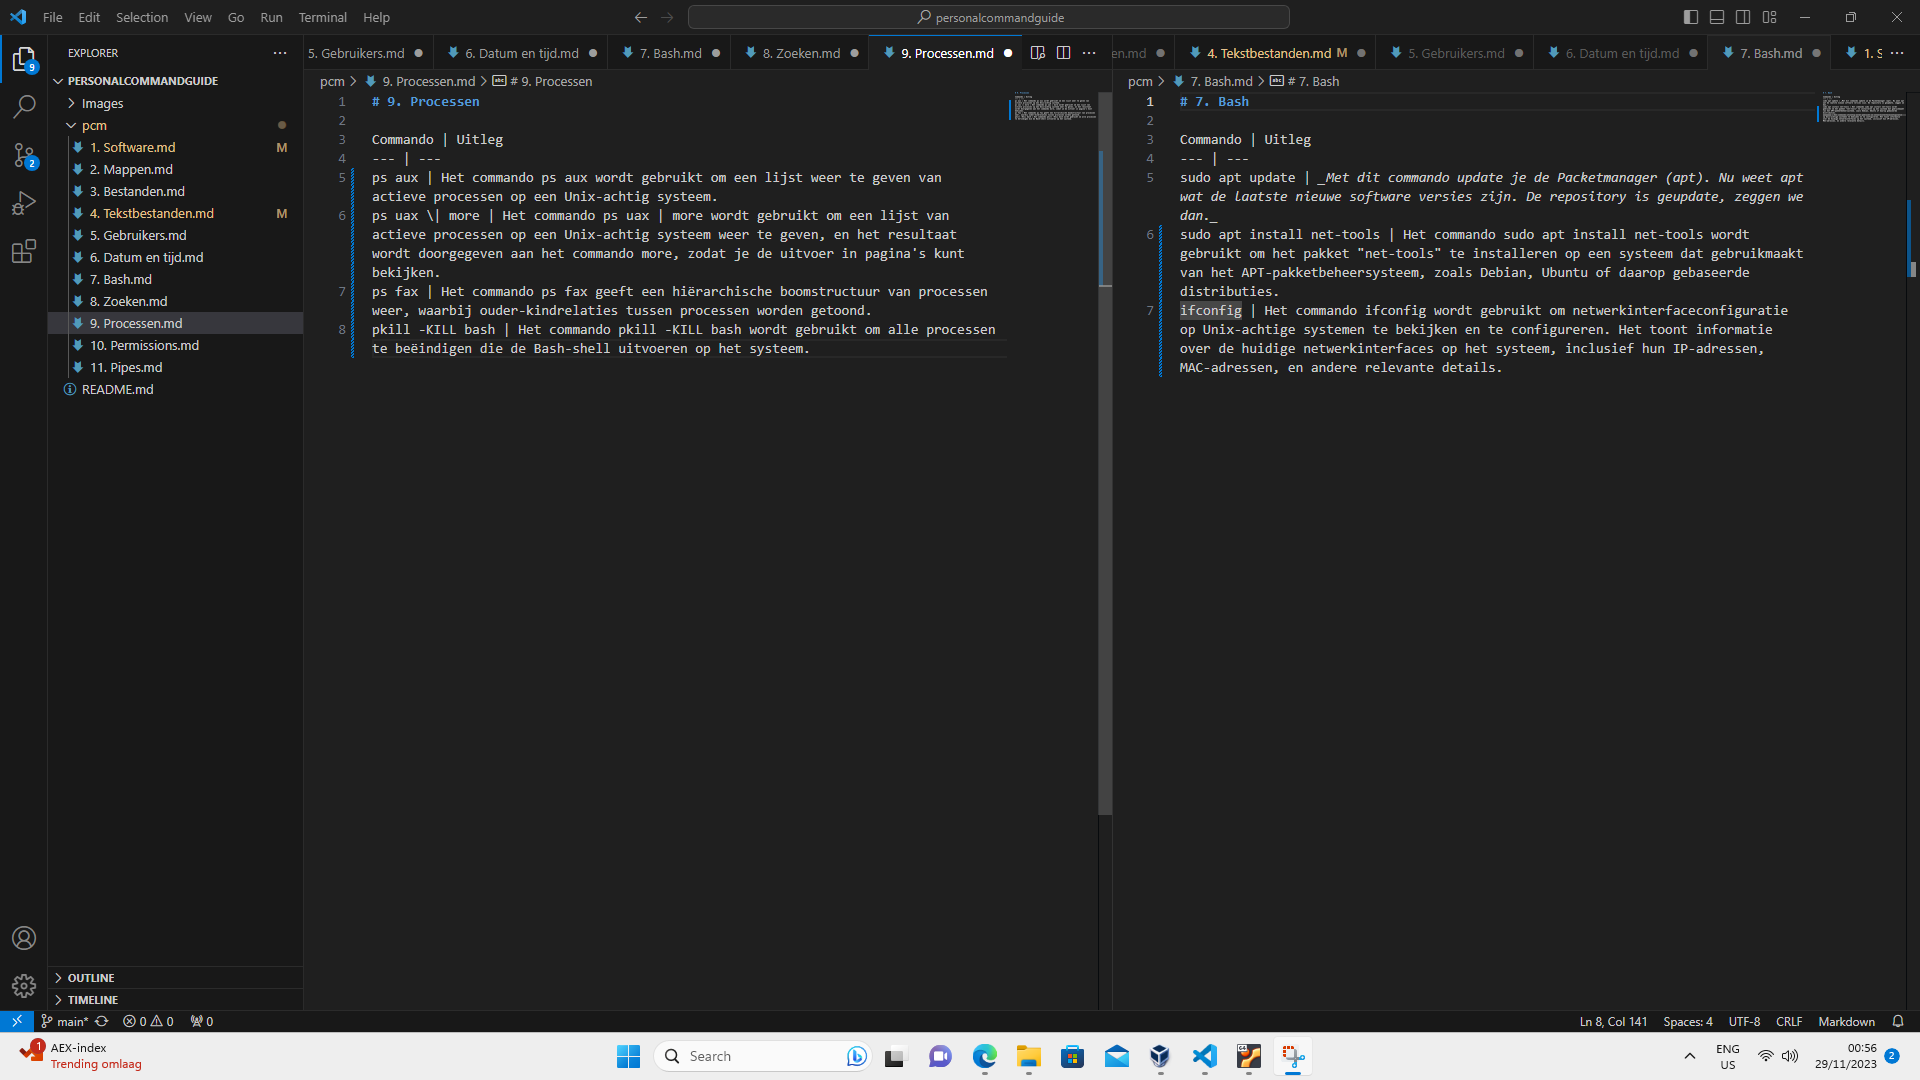 File Edit Selection View Go Run Terminal Help
personalcommandguide
EXPLORER
PERSONALCOMMANDGUIDE
Images
pcm
1. Software.md M
2. Mappen.md
3. Bestanden.md
4. Tekstbestanden.md M
5. Gebruikers.md
6. Datum en tijd.md
7. Bash.md
8. Zoeken.md
9. Processen.md
10. Permissions.md
11. Pipes.md
README.md
OUTLINE
TIMELINE
9
2
5. Gebruikers.md 6. Datum en tijd.md 7. Bash.md 8. Zoeken.md 9. Processen.md
pcm > 9. Processen.md > # 9. Processen
1 # 9. Processen
2
3 Commando | Uitleg
4 --- | ---
5 ps aux | Het commando ps aux wordt gebruikt om een lijst weer te geven van
actieve processen op een Unix-achtig systeem.
6 ps uax \| more | Het commando ps uax | more wordt gebruikt om een lijst van
actieve processen op een Unix-achtig systeem weer te geven, en het resultaat
wordt doorgegeven aan het commando more, zodat je de uitvoer in pagina's kunt
bekijken.
7 ps fax | Het commando ps fax geeft een hiërarchische boomstructuur van processen
weer, waarbij ouder-kindrelaties tussen processen worden getoond.
8 pkill -KILL bash | Het commando pkill -KILL bash wordt gebruikt om alle processen
te beëindigen die de Bash-shell uitvoeren op het systeem.
en.md 4. Tekstbestanden.md M 5. Gebruikers.md 6. Datum en tijd.md 7. Bash.md 1. S
pcm > 7. Bash.md > # 7. Bash
1 # 7. Bash
2
3 Commando | Uitleg
4 --- | ---
5 sudo apt update | _Met dit commando update je de Packetmanager (apt). Nu weet apt
wat de laatste nieuwe software versies zijn. De repository is geupdate, zeggen we
dan._
6 sudo apt install net-tools | Het commando sudo apt install net-tools wordt
gebruikt om het pakket "net-tools" te installeren op een systeem dat gebruikmaakt
van het APT-pakketbeheersysteem, zoals Debian, Ubuntu of daarop gebaseerde
distributies.
7 ifconfig | Het commando ifconfig wordt gebruikt om netwerkinterfaceconfiguratie
op Unix-achtige systemen te bekijken en te configureren. Het toont informatie
over de huidige netwerkinterfaces op het systeem, inclusief hun IP-adressen,
MAC-adressen, en andere relevante details.
main* 0 0 0
Ln 8, Col 141 Spaces: 4 UTF-8 CRLF Markdown
1
AEX-index
Trending omlaag
Search
ENG
US
00:56
29/11/2023
2